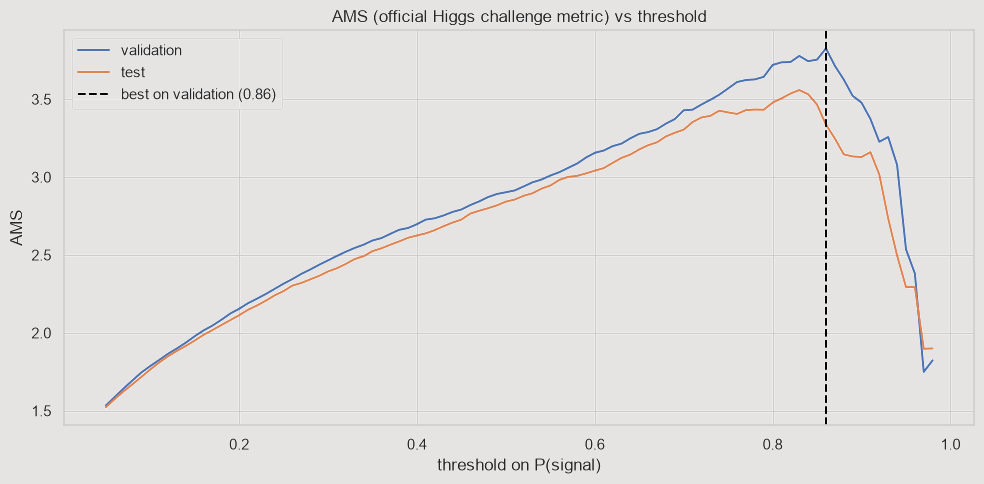 AMS (official Higgs challenge metric) vs threshold
validation
test
best on validation (0.86)
AMS
3.5
3.0
2.5
2.0
1.5
0.2 0.4 0.6 0.8 1.0
threshold on P(signal)